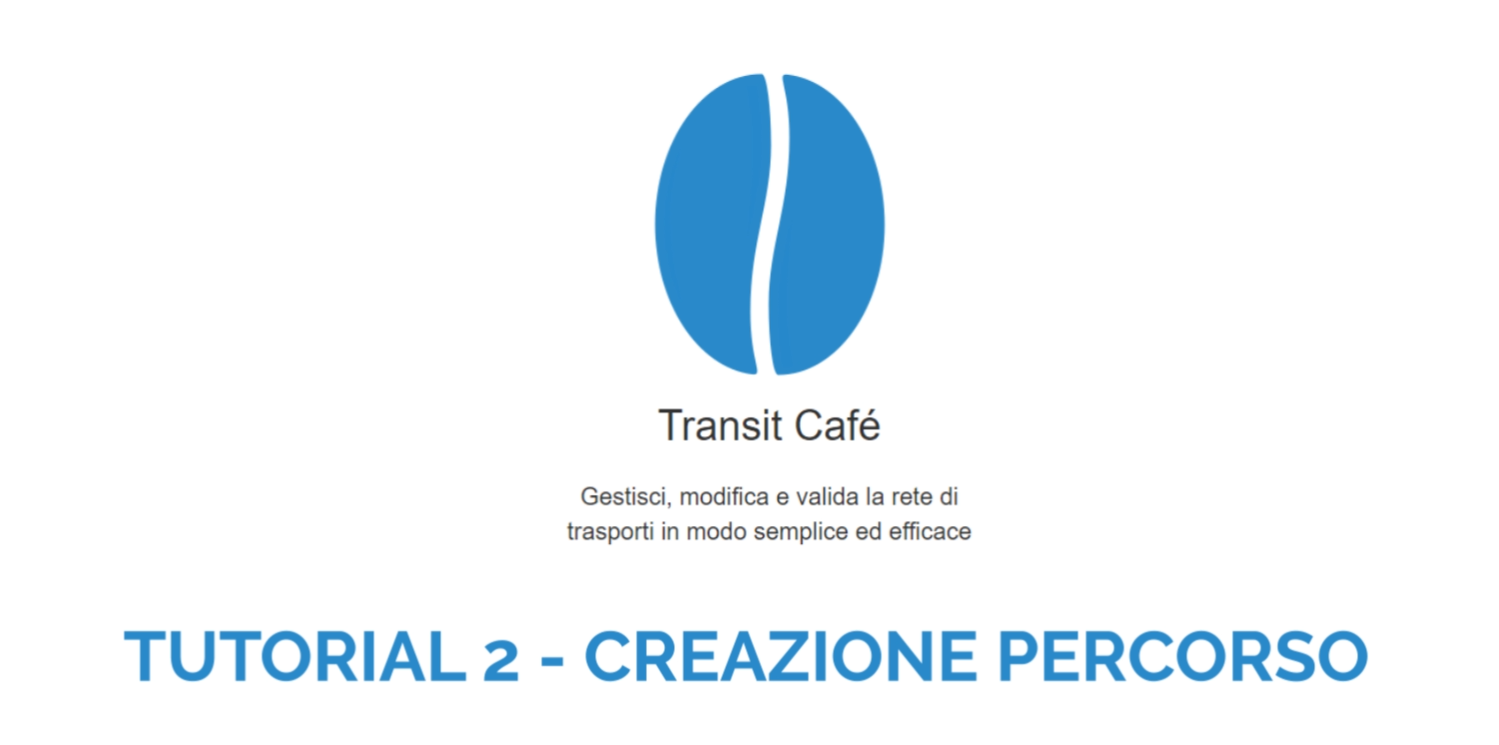 Transit Café
Gestisci, modifica e valida la rete di
trasporti in modo semplice ed efficace
TUTORIAL 2 - CREAZIONE PERCORSO